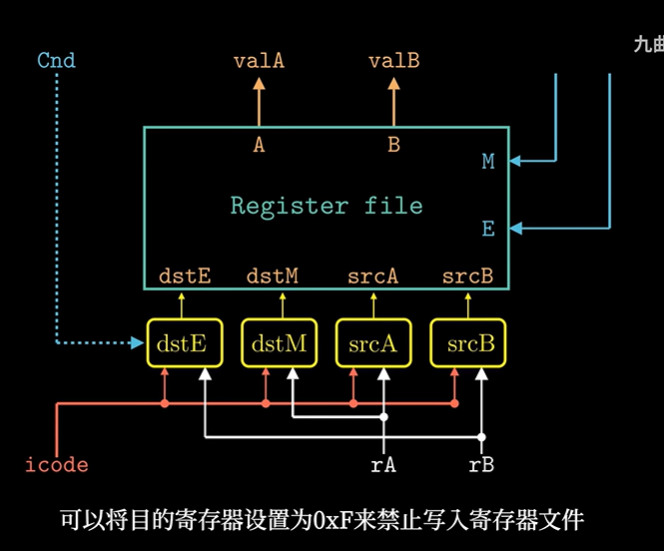 九曲
Cnd valA valB
A B
M
Register file
E
dstE dstM srcA srcB
dstE dstM srcA srcB
icode rA rB
可以将目的寄存器设置为0xF来禁止写入寄存器文件